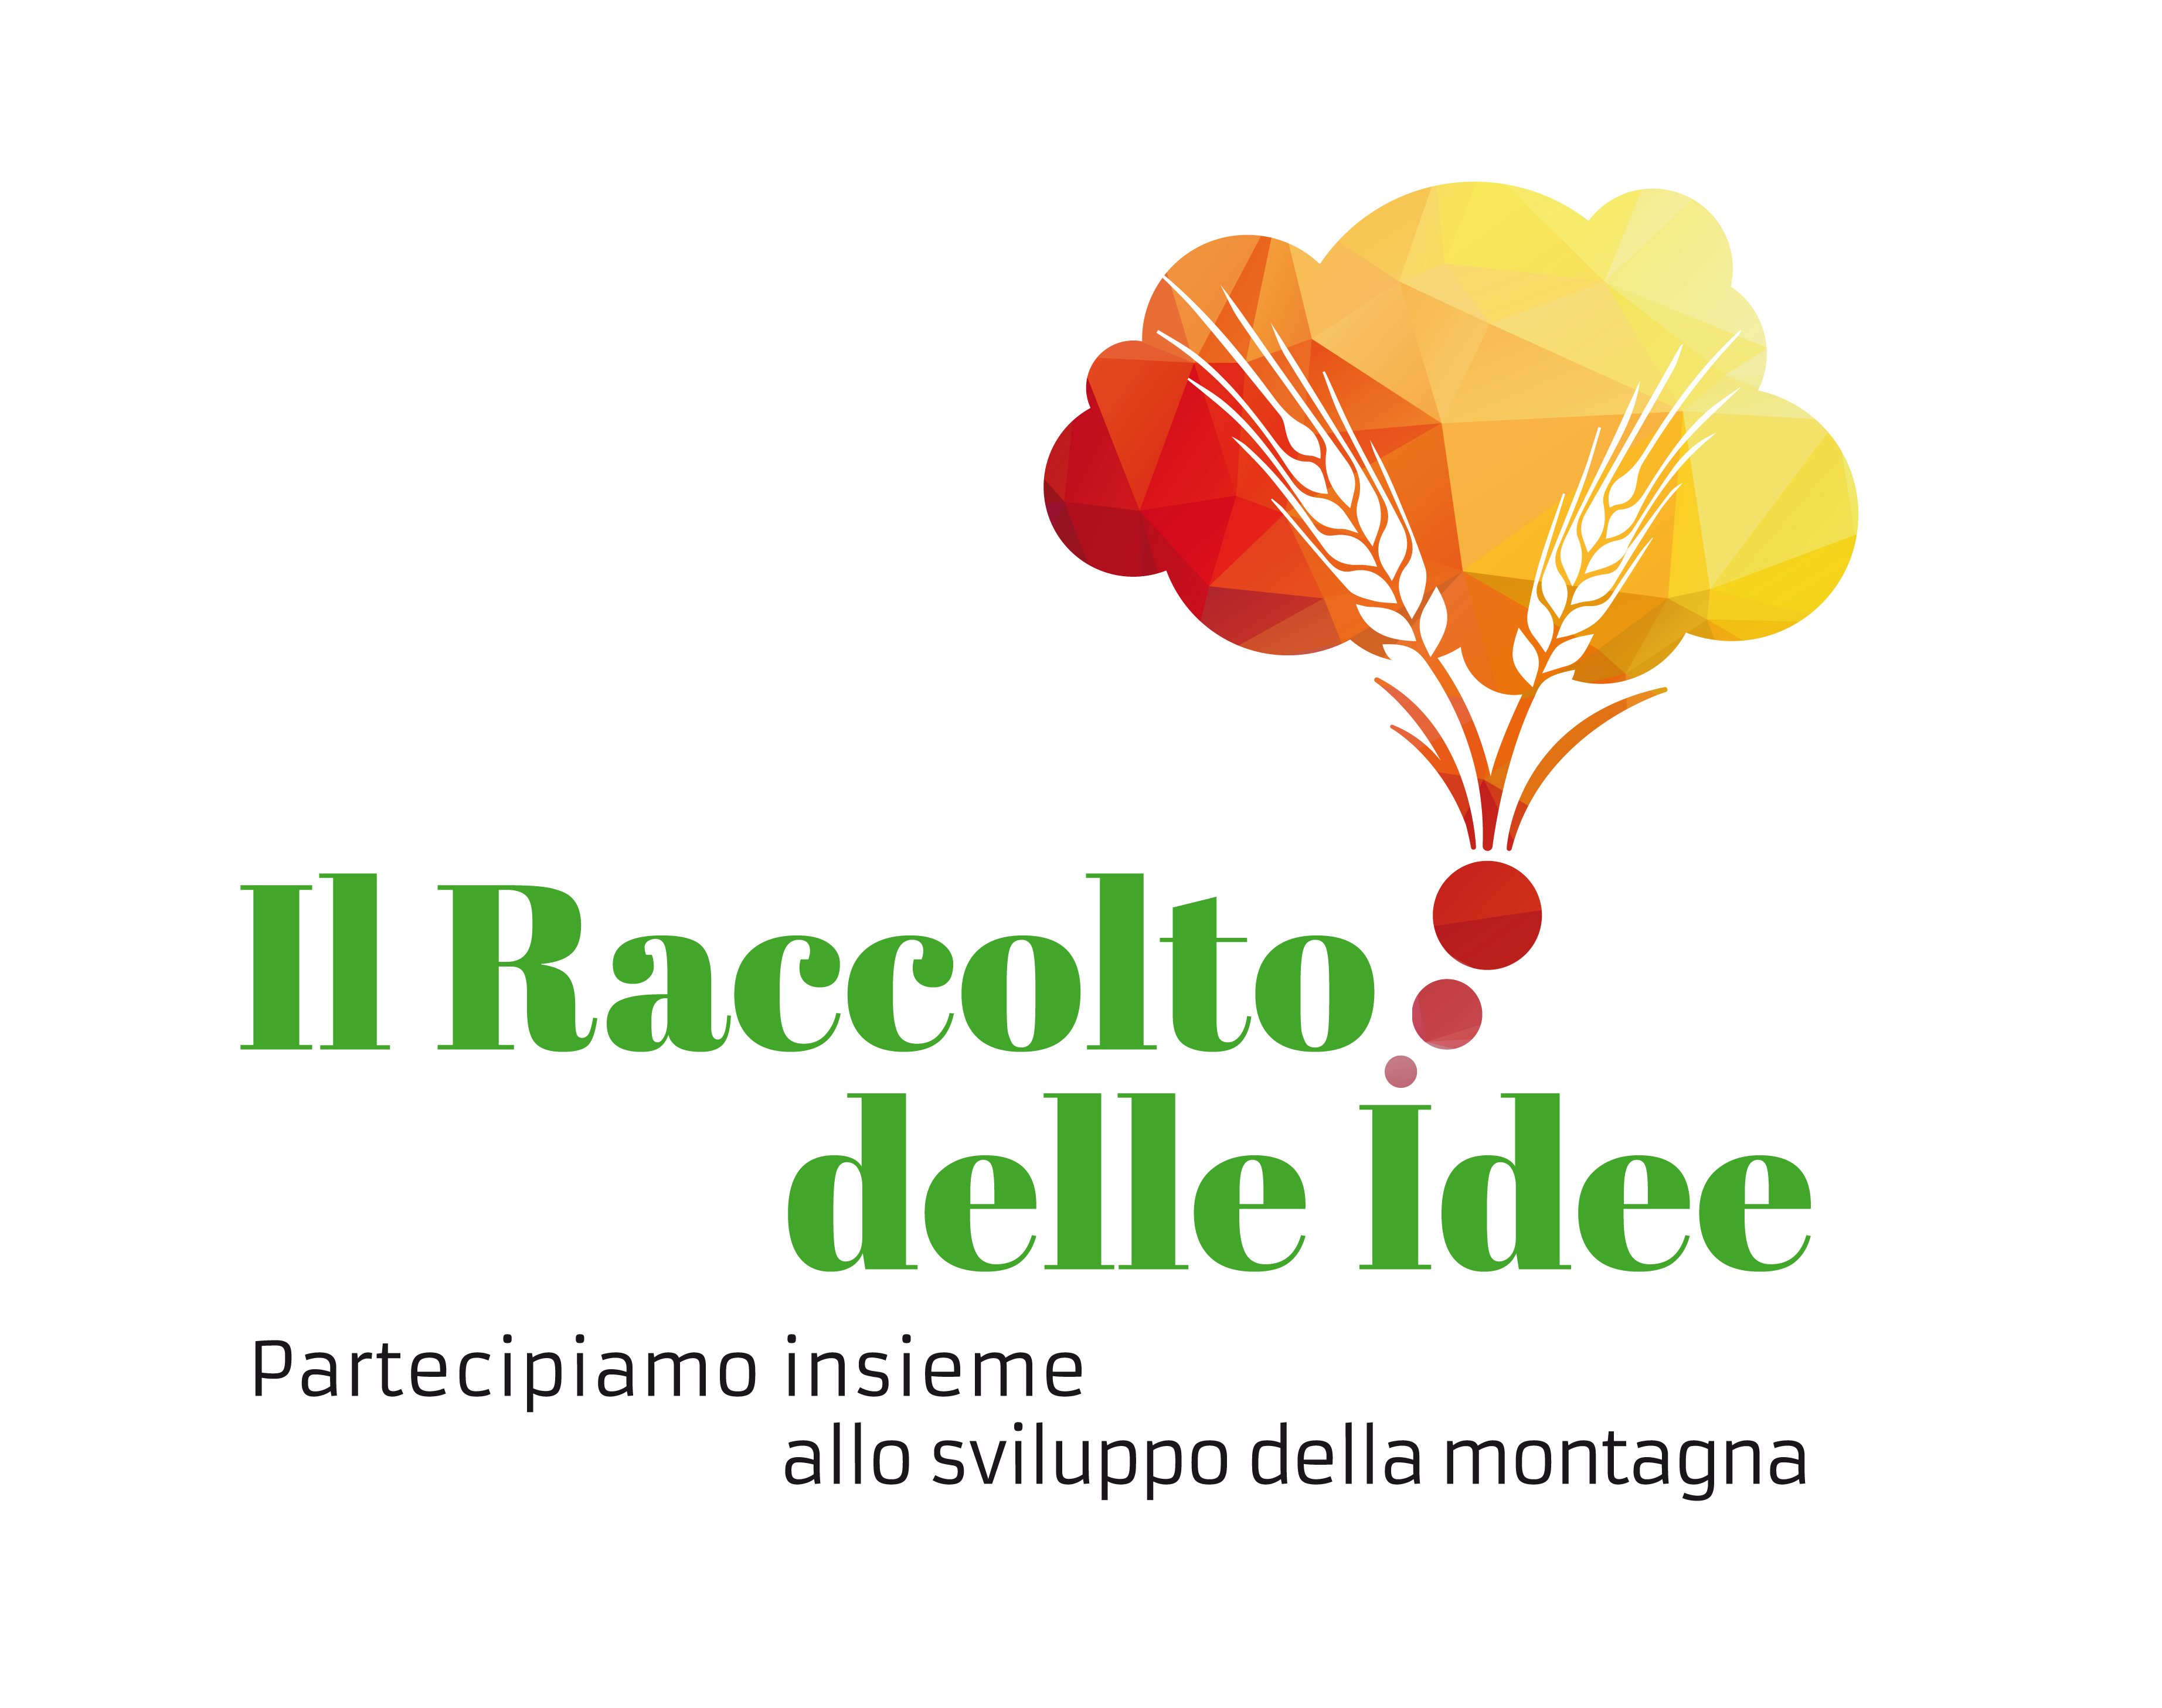 Il Raccolto
delle Idee
Partecipiamo insieme
allo sviluppo della montagna